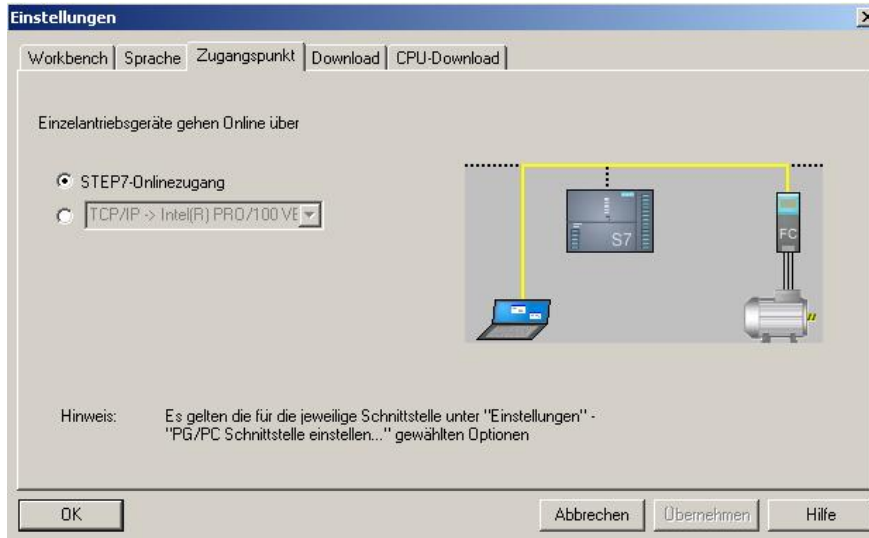 Einstellungen
Workbench Sprache Zugangspunkt Download CPU-Download
Einzelantriebsgeräte gehen Online über
STEP7-Onlinezugang
TCP/IP -> Intel(R) PRO/100 VE
S7
FC
Hinweis: Es gelten die für die jeweilige Schnittstelle unter "Einstellungen" -
"PG/PC Schnittstelle einstellen..." gewählten Optionen
OK Abbrechen Übernehmen Hilfe